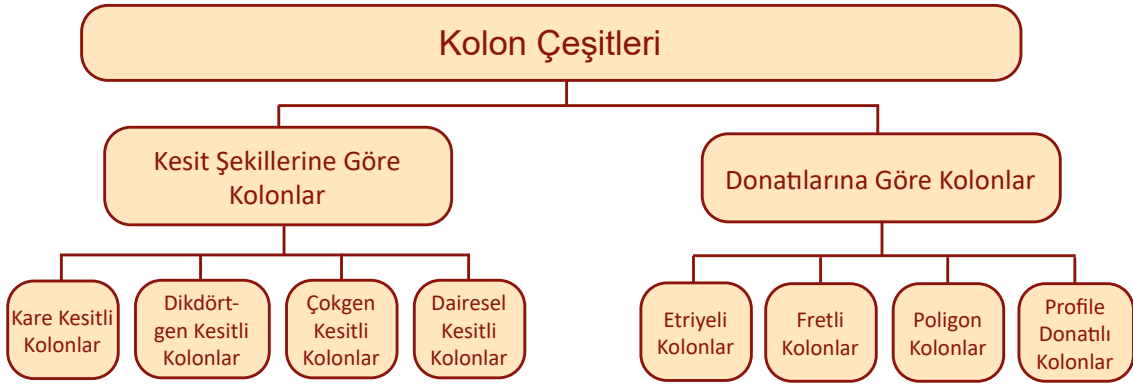 Kolon Çeşitleri
Kesit Şekillerine Göre
Kolonlar
Donatılarına Göre Kolonlar
Kare Kesitli
Kolonlar
Dikdört-
gen Kesitli
Kolonlar
Çokgen
Kesitli
Kolonlar
Dairesel
Kesitli
Kolonlar
Etriyeli
Kolonlar
Fretli
Kolonlar
Poligon
Kolonlar
Profile
Donatılı
Kolonlar